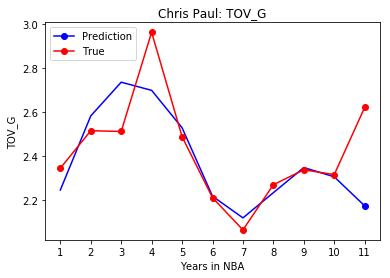 Chris Paul: TOV_G
Prediction
True
3.0
2.8
2.6
2.4
2.2
TOV_G
1 2 3 4 5 6 7 8 9 10 11
Years in NBA